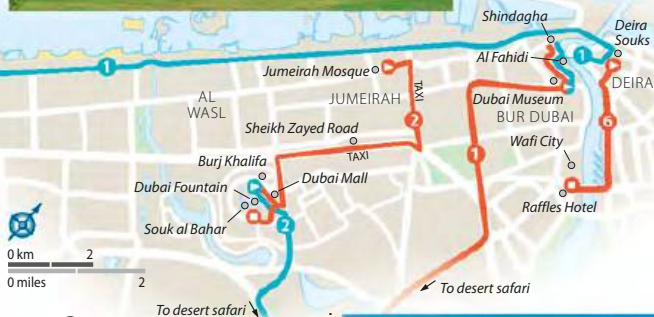 Shindagha
Deira
Souks
Al Fahidi
1
1
Jumeirah Mosque
DEIRA
AL
WASL
JUMEIRAH
TAXI
Dubai Museum
BUR DUBAI
2
6
Sheikh Zayed Road
TAXI
1
Wafi City
Burj Khalifa
Dubai Fountain
Dubai Mall
Raffles Hotel
Souk al Bahar
2
0 km 2
0 miles 2
To desert safari
To desert safari